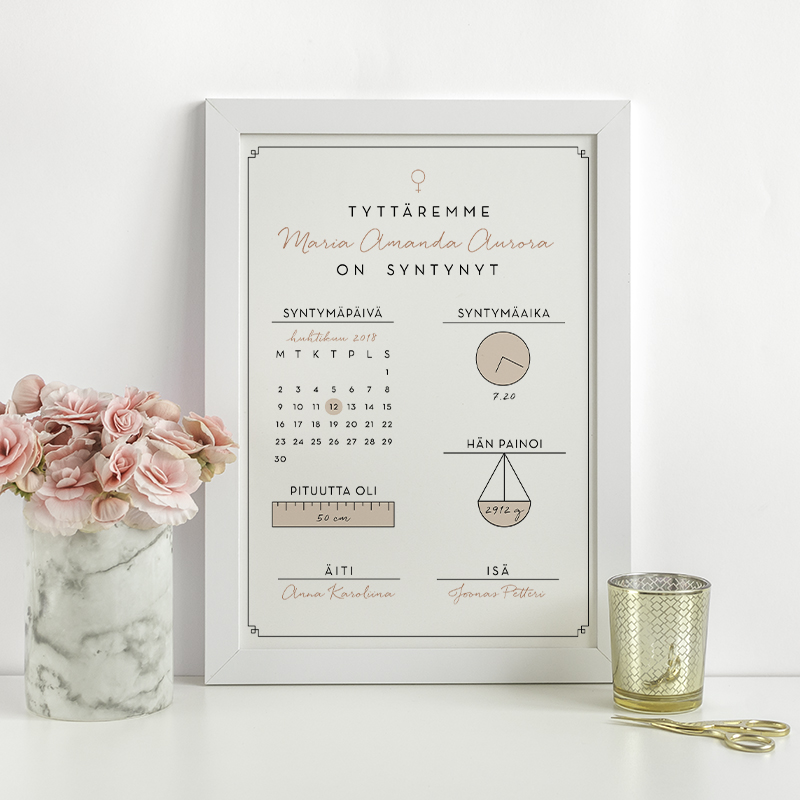 TYTTÄREMME
Maria Amanda Aurora
ON SYNTYNYT
SYNTYMÄPÄIVÄ
huhtikuu 2018
M T K T P L S
1
2 3 4 5 6 7 8
9 10 11 12 13 14 15
16 17 18 19 20 21 22
23 24 25 26 27 28 29
30
SYNTYMÄAIKA
7.20
HÄN PAINOI
2912 g
PITUUTTA OLI
50 cm
ÄITI
Anna Karoliina
ISÄ
Joonas Petteri